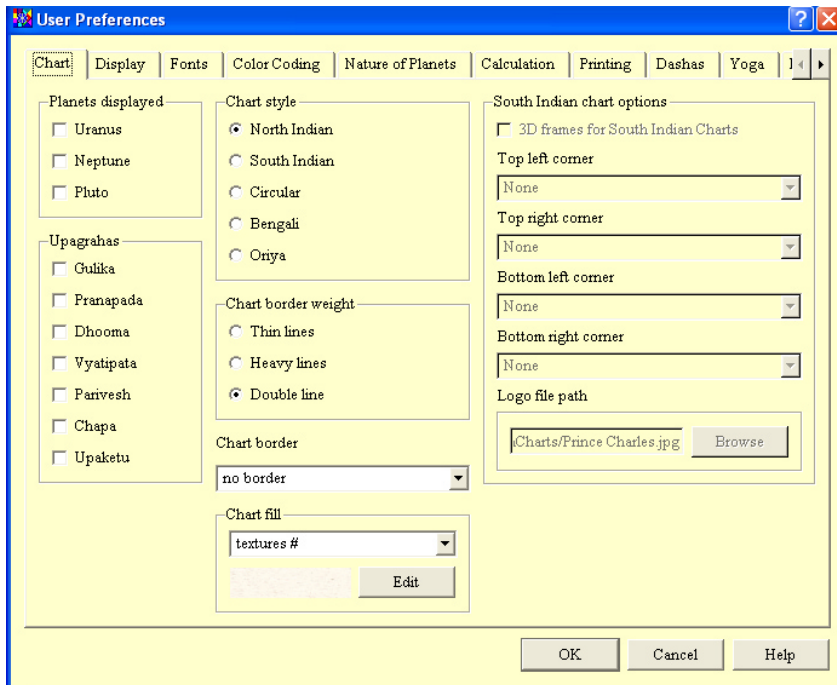 User Preferences
Chart Display Fonts Color Coding Nature of Planets Calculation Printing Dashas Yoga
Planets displayed
Uranus
Neptune
Pluto
Upagrahas
Gulika
Pranapada
Dhooma
Vyatipata
Parivesh
Chapa
Upaketu
Chart style
North Indian
South Indian
Circular
Bengali
Oriya
Chart border weight
Thin lines
Heavy lines
Double line
Chart border
no border
Chart fill
textures #
Edit
South Indian chart options
3D frames for South Indian Charts
Top left corner
None
Top right corner
None
Bottom left corner
None
Bottom right corner
None
Logo file path
Charts/Prince Charles.jpg Browse
OK Cancel Help